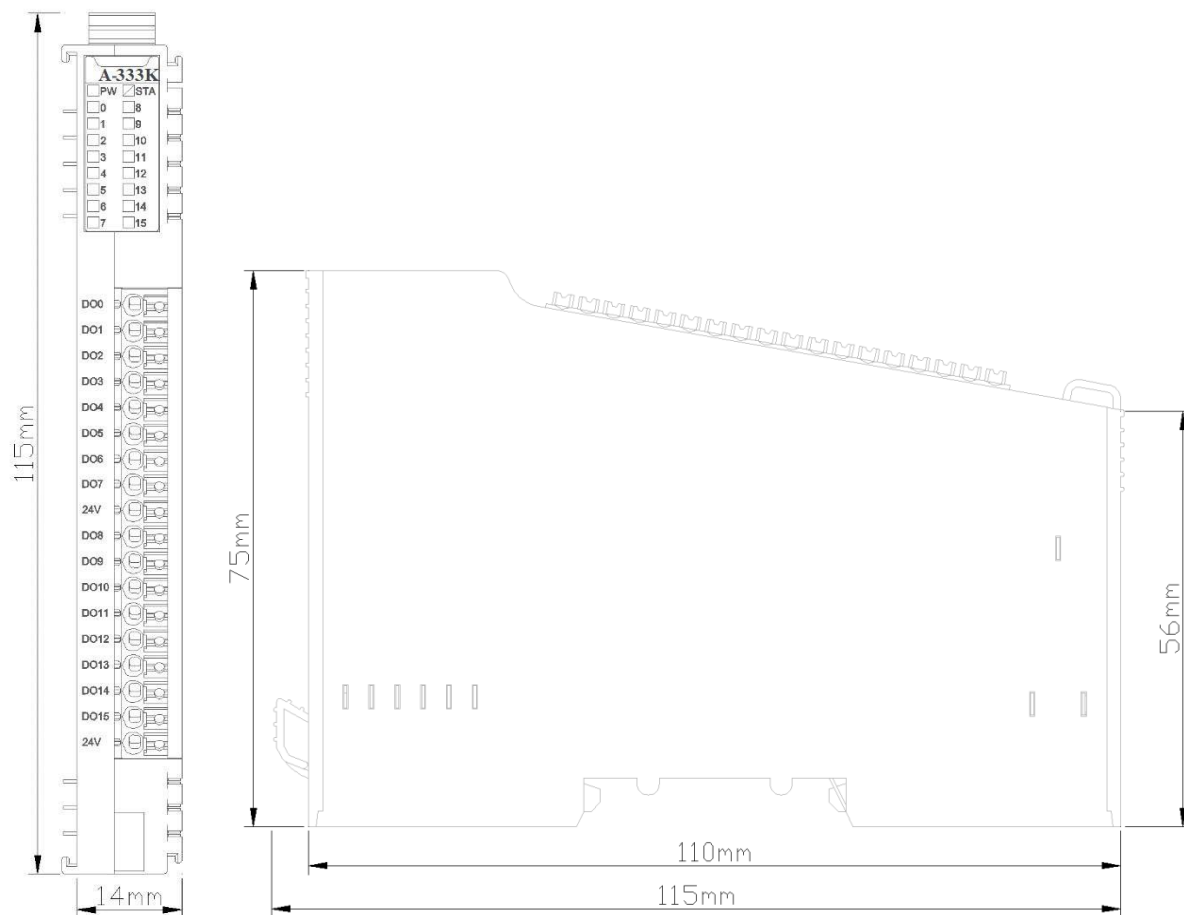 A-333K
PW STA
0 8
1 9
2 10
3 11
4 12
5 13
6 14
7 15
DO0
DO1
DO2
DO3
DO4
DO5
DO6
DO7
24V
DO8
DO9
DO10
DO11
DO12
DO13
DO14
DO15
24V
115mm
14mm
75mm
56mm
110mm
115mm